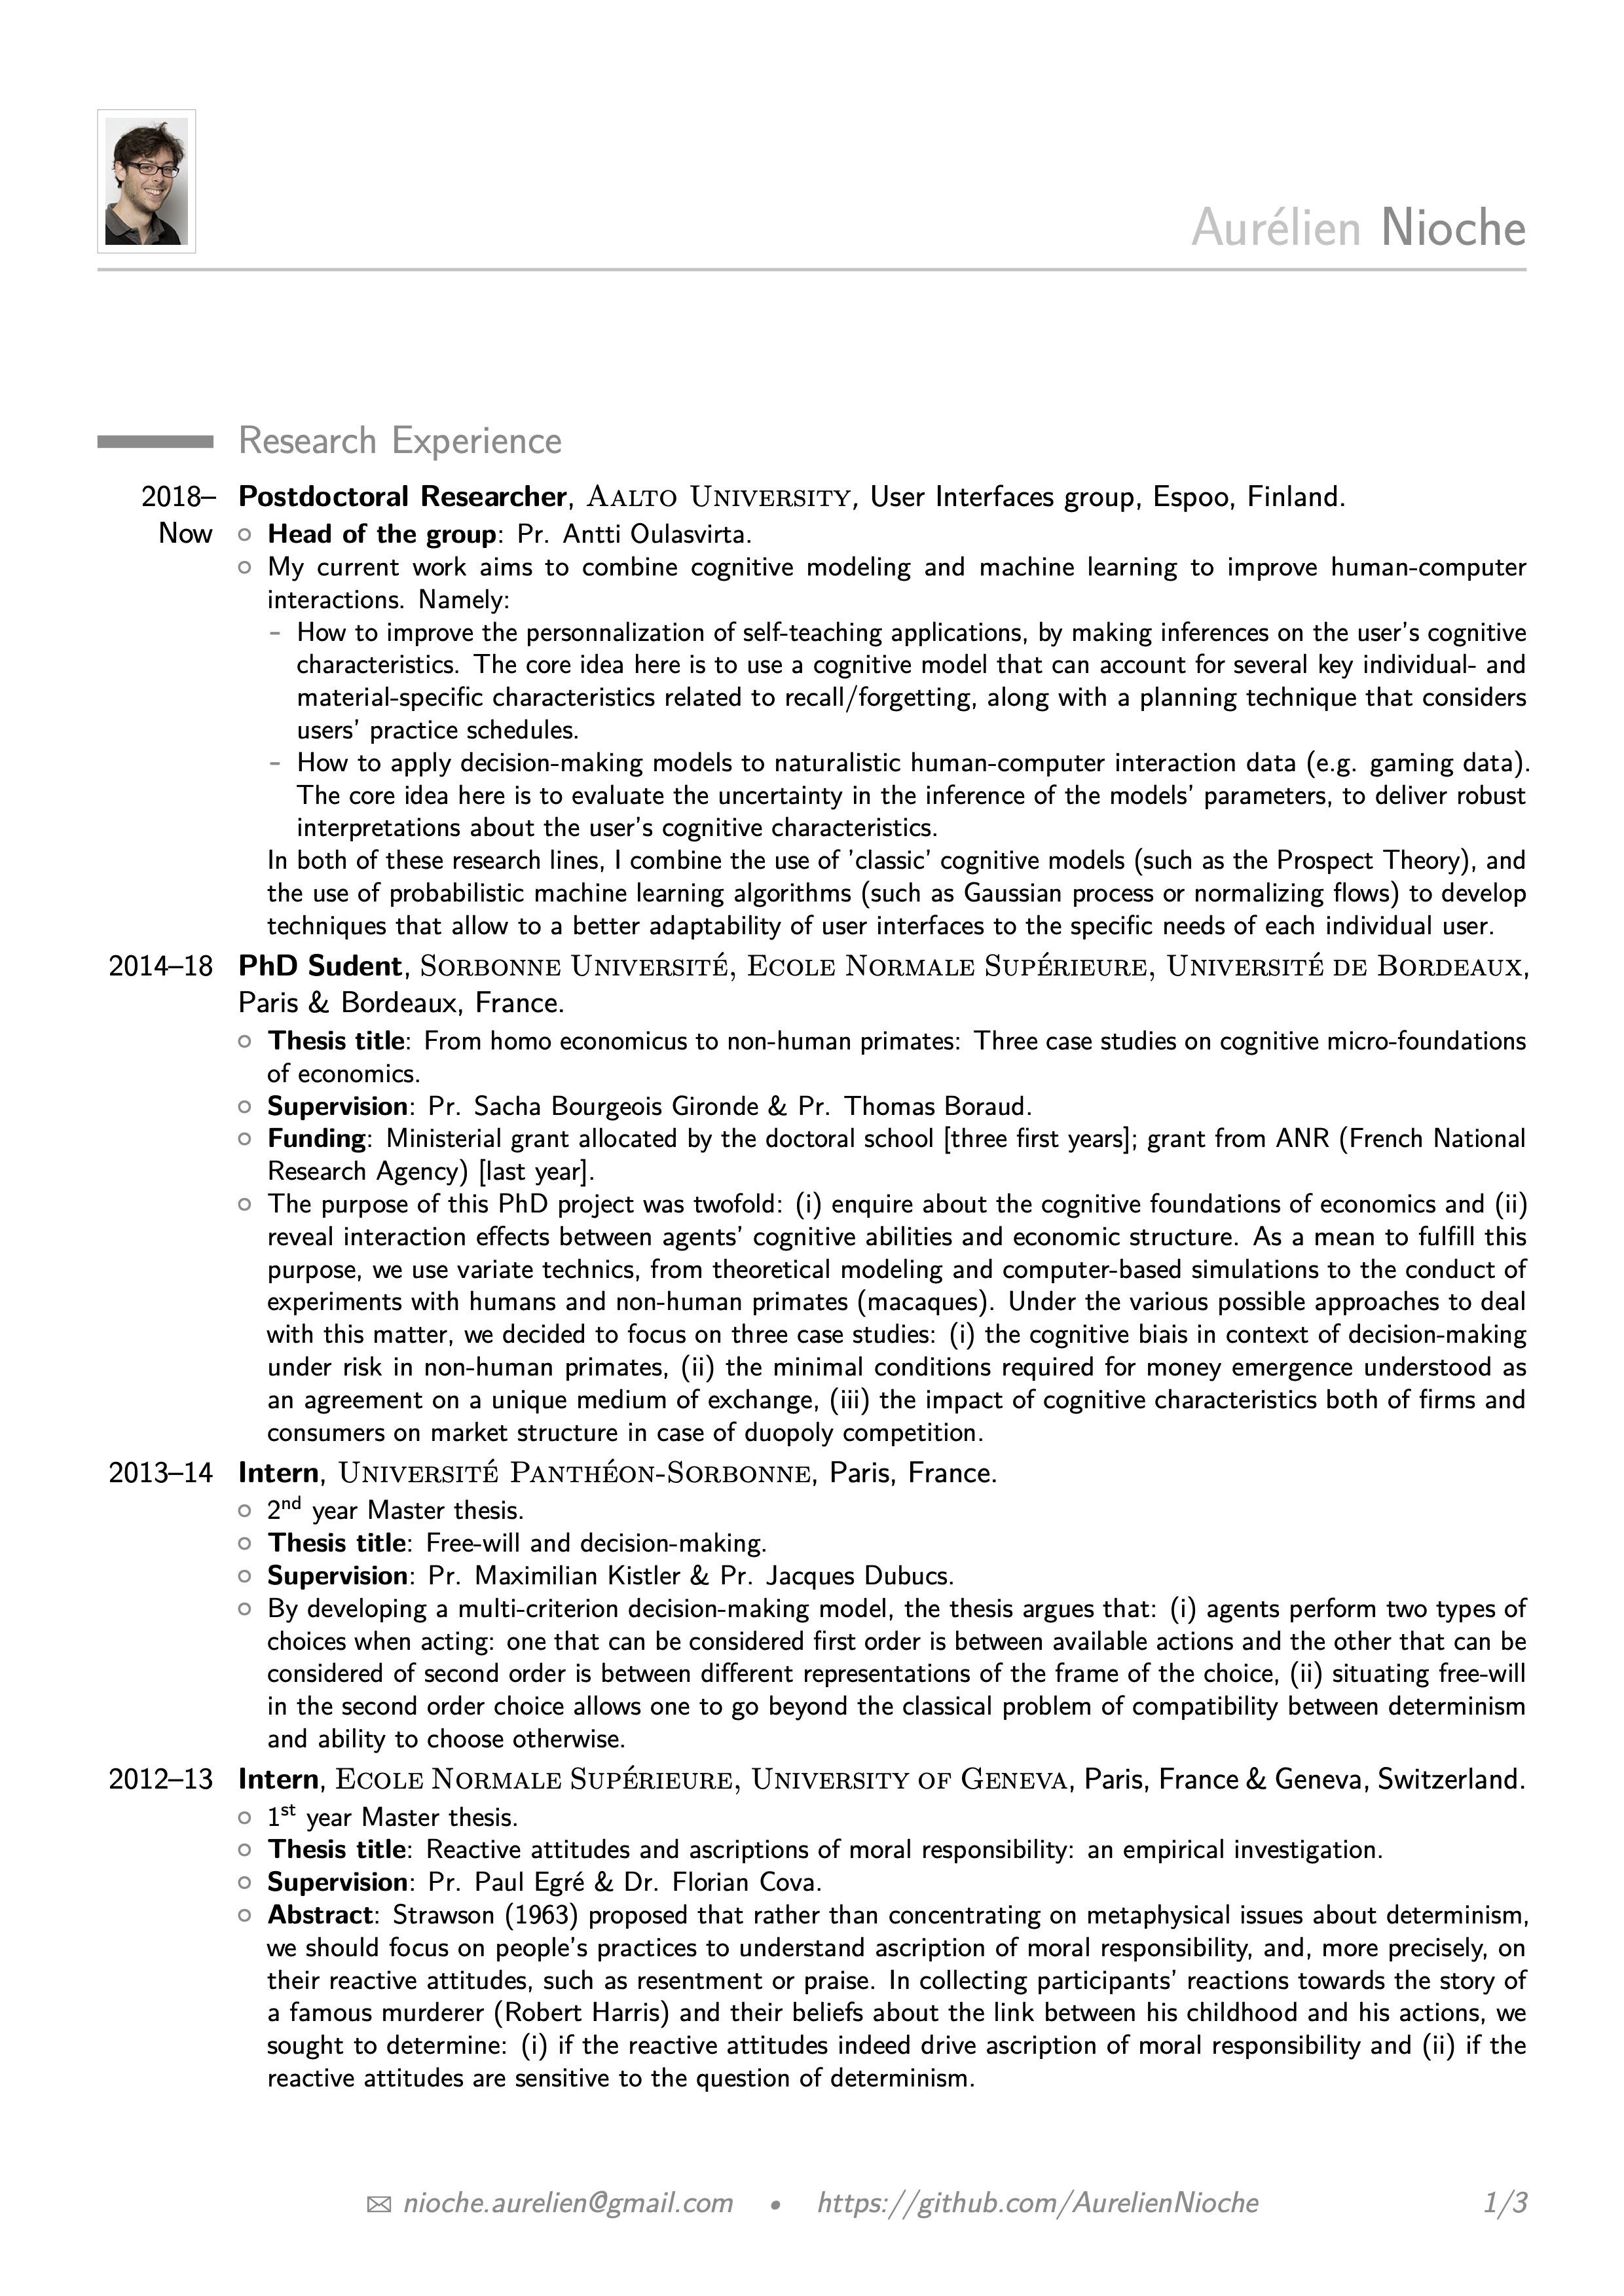 Aurélien Nioche
Research Experience
2018–
Now
Postdoctoral Researcher, Aalto University, User Interfaces group, Espoo, Finland.
Head of the group: Pr. Antti Oulasvirta.
My current work aims to combine cognitive modeling and machine learning to improve human-computer
interactions. Namely:
– How to improve the personnalization of self-teaching applications, by making inferences on the user's cognitive
characteristics. The core idea here is to use a cognitive model that can account for several key individual- and
material-specific characteristics related to recall/forgetting, along with a planning technique that considers
users' practice schedules.
– How to apply decision-making models to naturalistic human-computer interaction data (e.g. gaming data).
The core idea here is to evaluate the uncertainty in the inference of the models' parameters, to deliver robust
interpretations about the user's cognitive characteristics.
In both of these research lines, I combine the use of 'classic' cognitive models (such as the Prospect Theory), and
the use of probabilistic machine learning algorithms (such as Gaussian process or normalizing flows) to develop
techniques that allow to a better adaptability of user interfaces to the specific needs of each individual user.
2014–18 PhD Sudent, Sorbonne Université, Ecole Normale Supérieure, Université de Bordeaux,
Paris & Bordeaux, France.
Thesis title: From homo economicus to non-human primates: Three case studies on cognitive micro-foundations
of economics.
Supervision: Pr. Sacha Bourgeois Gironde & Pr. Thomas Boraud.
Funding: Ministerial grant allocated by the doctoral school [three first years]; grant from ANR (French National
Research Agency) [last year].
The purpose of this PhD project was twofold: (i) enquire about the cognitive foundations of economics and (ii)
reveal interaction effects between agents' cognitive abilities and economic structure. As a mean to fulfill this
purpose, we use variate technics, from theoretical modeling and computer-based simulations to the conduct of
experiments with humans and non-human primates (macaques). Under the various possible approaches to deal
with this matter, we decided to focus on three case studies: (i) the cognitive biais in context of decision-making
under risk in non-human primates, (ii) the minimal conditions required for money emergence understood as
an agreement on a unique medium of exchange, (iii) the impact of cognitive characteristics both of firms and
consumers on market structure in case of duopoly competition.
2013–14 Intern, Université Panthéon-Sorbonne, Paris, France.
2nd year Master thesis.
Thesis title: Free-will and decision-making.
Supervision: Pr. Maximilian Kistler & Pr. Jacques Dubucs.
By developing a multi-criterion decision-making model, the thesis argues that: (i) agents perform two types of
choices when acting: one that can be considered first order is between available actions and the other that can be
considered of second order is between different representations of the frame of the choice, (ii) situating free-will
in the second order choice allows one to go beyond the classical problem of compatibility between determinism
and ability to choose otherwise.
2012–13 Intern, Ecole Normale Supérieure, University of Geneva, Paris, France & Geneva, Switzerland.
1st year Master thesis.
Thesis title: Reactive attitudes and ascriptions of moral responsibility: an empirical investigation.
Supervision: Pr. Paul Egré & Dr. Florian Cova.
Abstract: Strawson (1963) proposed that rather than concentrating on metaphysical issues about determinism,
we should focus on people's practices to understand ascription of moral responsibility, and, more precisely, on
their reactive attitudes, such as resentment or praise. In collecting participants' reactions towards the story of
a famous murderer (Robert Harris) and their beliefs about the link between his childhood and his actions, we
sought to determine: (i) if the reactive attitudes indeed drive ascription of moral responsibility and (ii) if the
reactive attitudes are sensitive to the question of determinism.
nioche.aurelien@gmail.com • https://github.com/AurelienNioche 1/3